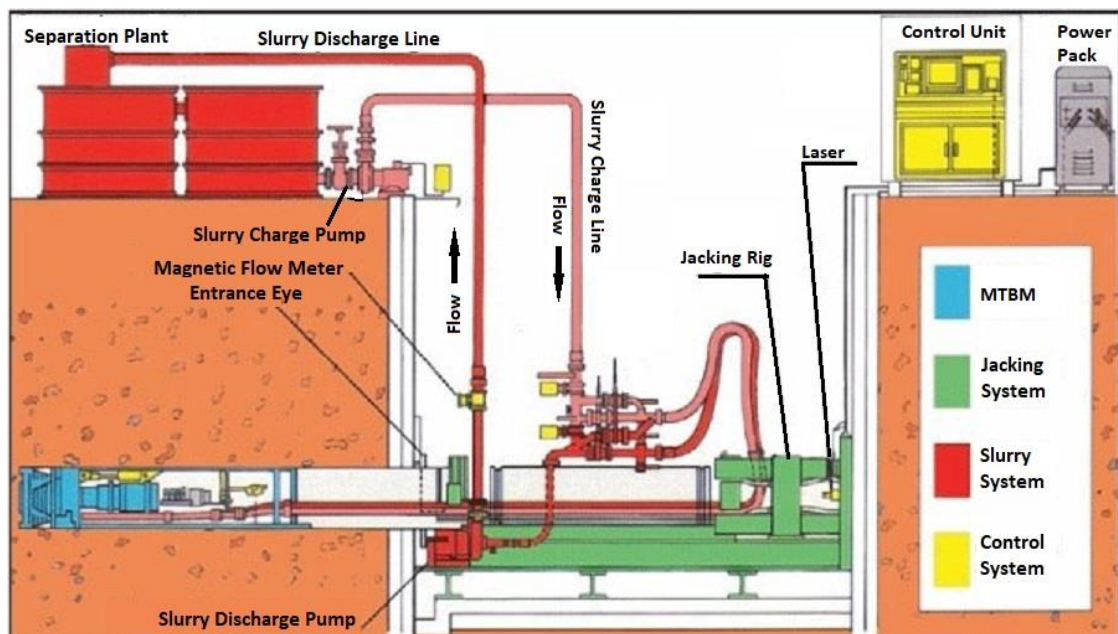 Separation Plant
Slurry Discharge Line
Control Unit
Power
Pack
Slurry Charge Line
Laser
Flow
Slurry Charge Pump
Magnetic Flow Meter
Entrance Eye
Flow
Jacking Rig
MTBM
Jacking
System
Slurry
System
Control
System
Slurry Discharge Pump